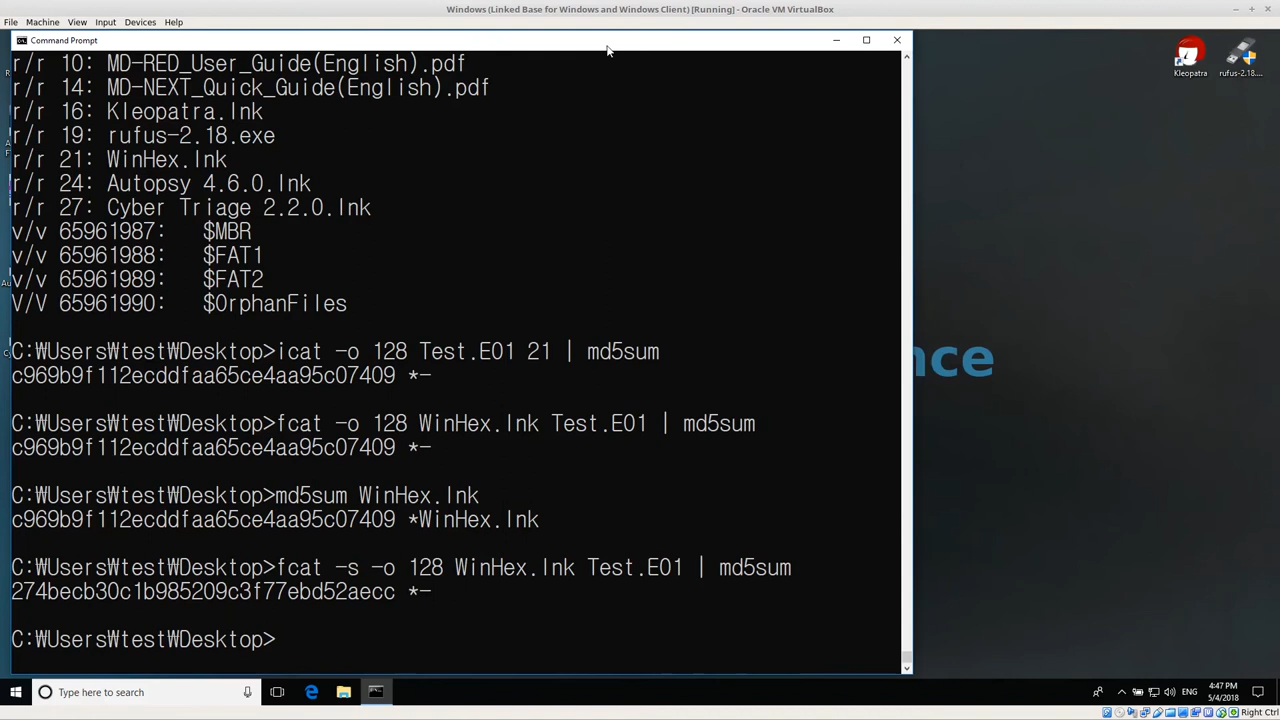 Windows (Linked Base for Windows and Windows Client) [Running] - Oracle VM VirtualBox
File Machine View Input Devices Help
Command Prompt
r/r 10: MD-RED_User_Guide(English).pdf
r/r 14: MD-NEXT_Quick_Guide(English).pdf
r/r 16: Kleopatra.lnk
r/r 19: rufus-2.18.exe
r/r 21: WinHex.lnk
r/r 24: Autopsy 4.6.0.lnk
r/r 27: Cyber Triage 2.2.0.lnk
v/v 65961987: $MBR
v/v 65961988: $FAT1
v/v 65961989: $FAT2
V/V 65961990: $OrphanFiles
C:₩Users₩test₩Desktop>icat -o 128 Test.E01 21 | md5sum
c969b9f112ecddfaa65ce4aa95c07409 *-
C:₩Users₩test₩Desktop>fcat -o 128 WinHex.lnk Test.E01 | md5sum
c969b9f112ecddfaa65ce4aa95c07409 *-
C:₩Users₩test₩Desktop>md5sum WinHex.lnk
c969b9f112ecddfaa65ce4aa95c07409 *WinHex.lnk
C:₩Users₩test₩Desktop>fcat -s -o 128 WinHex.lnk Test.E01 | md5sum
274becb30c1b985209c3f77ebd52aecc *-
C:₩Users₩test₩Desktop>
Kleopatra
rufus-2.18....
nce
Type here to search
ENG
4:47 PM
5/4/2018
Right Ctrl